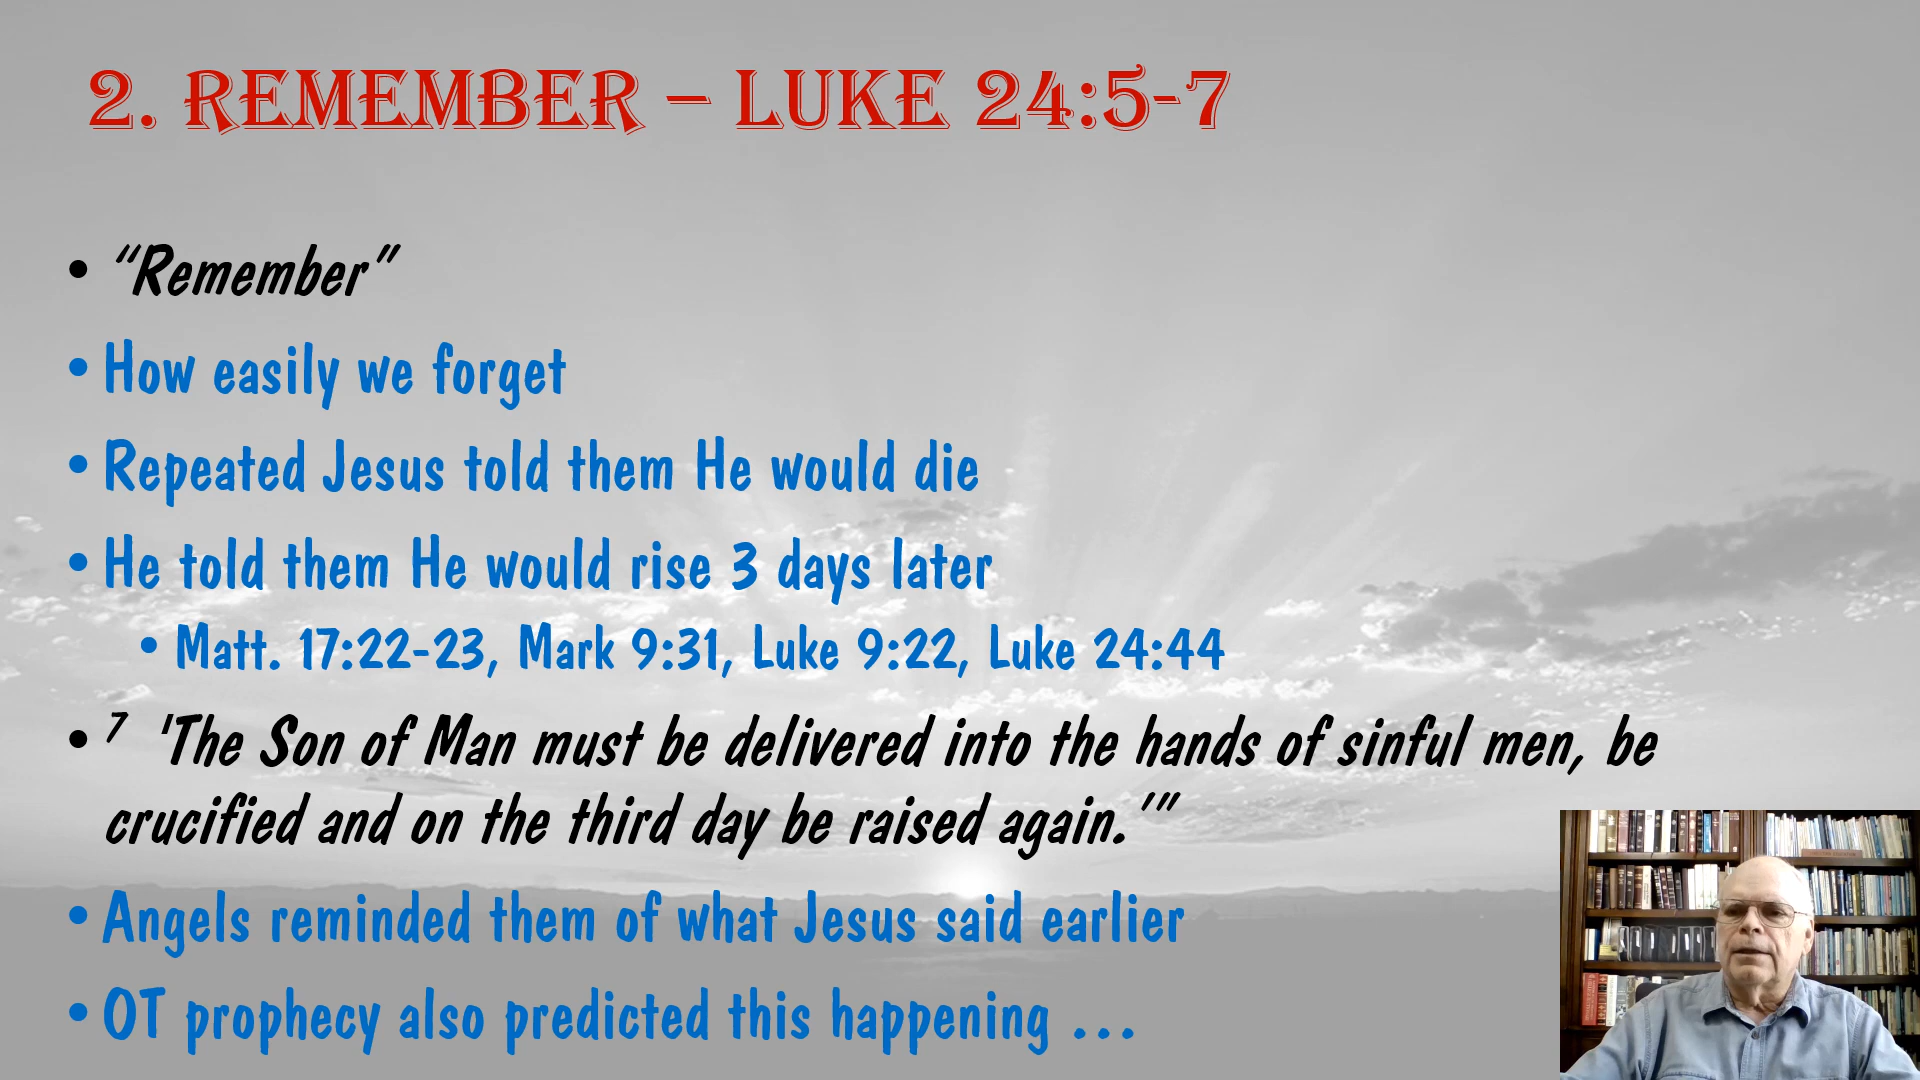 2. REMEMBER – LUKE 24:5-7
• “Remember”
• How easily we forget
• Repeated Jesus told them He would die
• He told them He would rise 3 days later
• Matt. 17:22-23, Mark 9:31, Luke 9:22, Luke 24:44
• 7 'The Son of Man must be delivered into the hands of sinful men, be
crucified and on the third day be raised again.’”
• Angels reminded them of what Jesus said earlier
• OT prophecy also predicted this happening ...